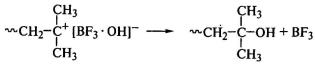 CH₃ CH₃
~CH₂-C⁺ [BF₃·OH]⁻ ⟶ ~CH₂-C-OH + BF₃
CH₃ CH₃